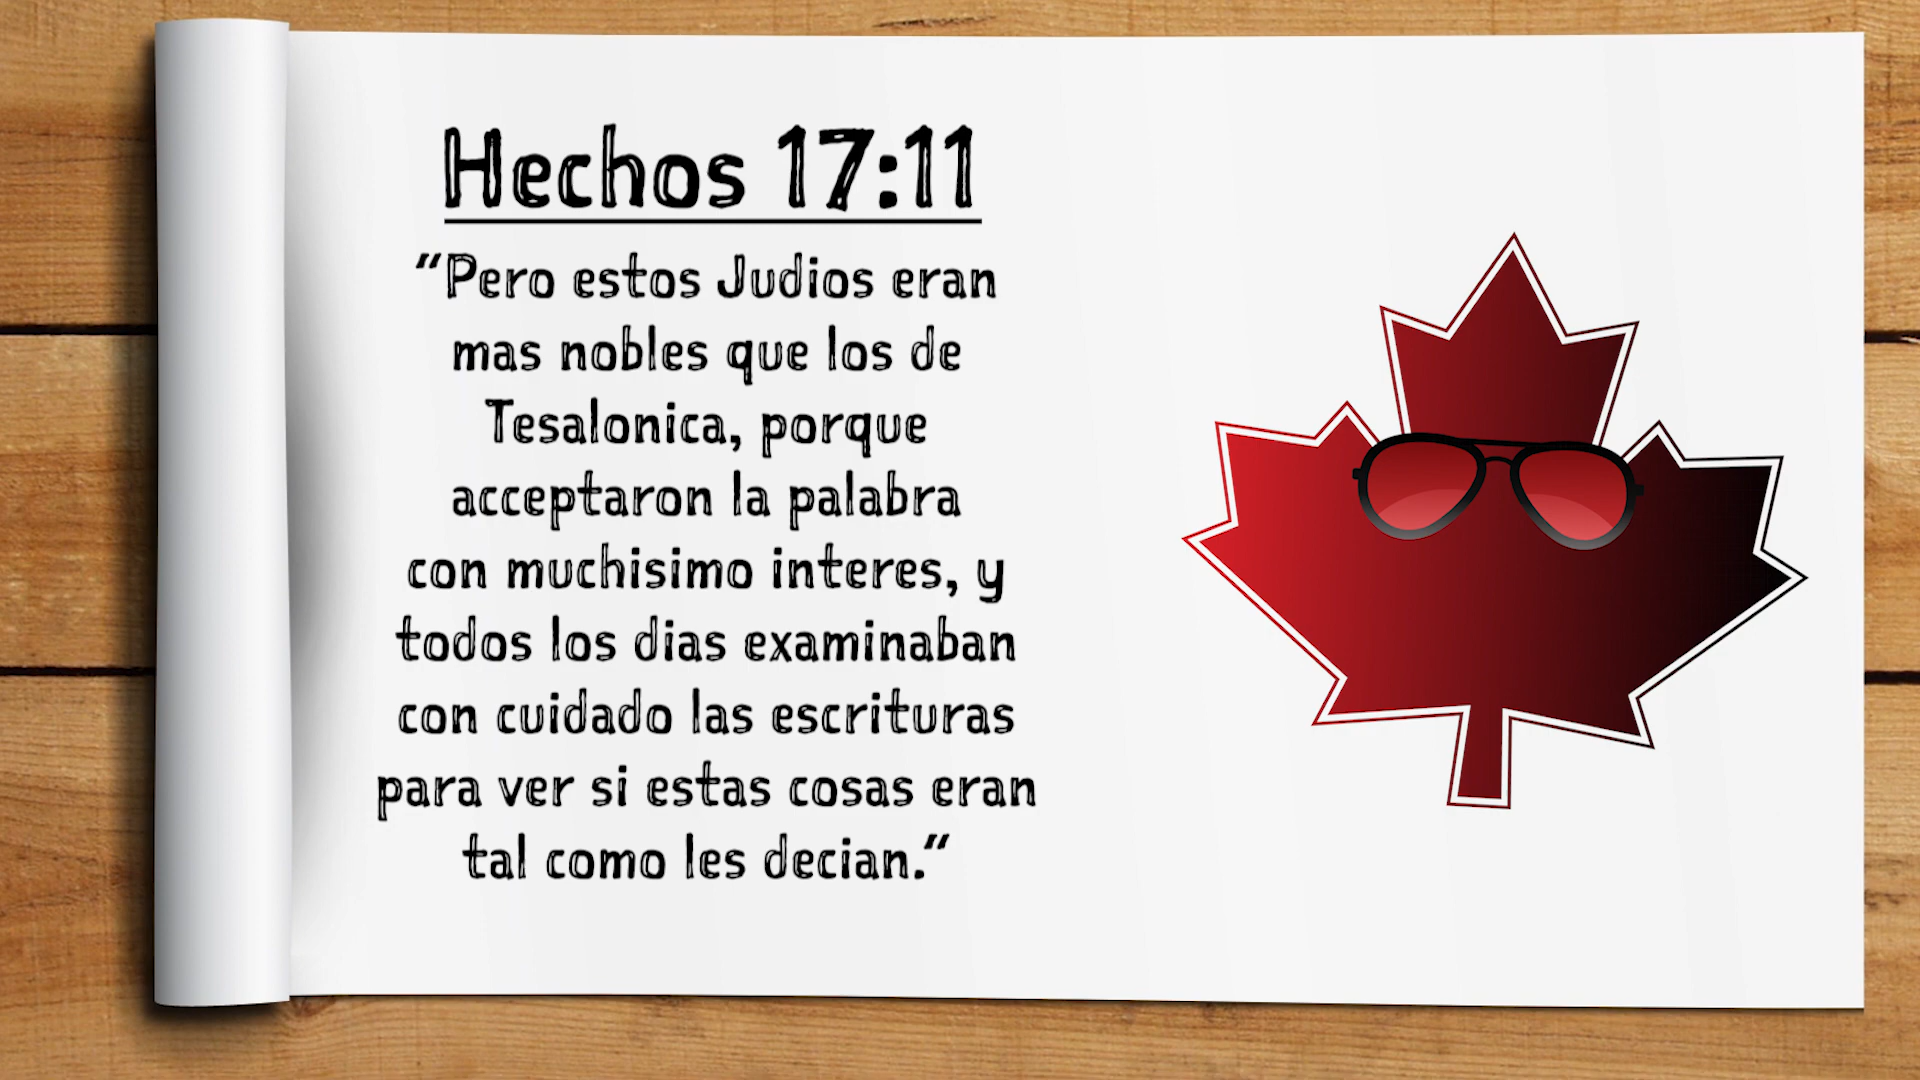 Hechos 17:11
“Pero estos Judios eran
mas nobles que los de
Tesalonica, porque
acceptaron la palabra
con muchisimo interes, y
todos los dias examinaban
con cuidado las escrituras
para ver si estas cosas eran
tal como les decian.“